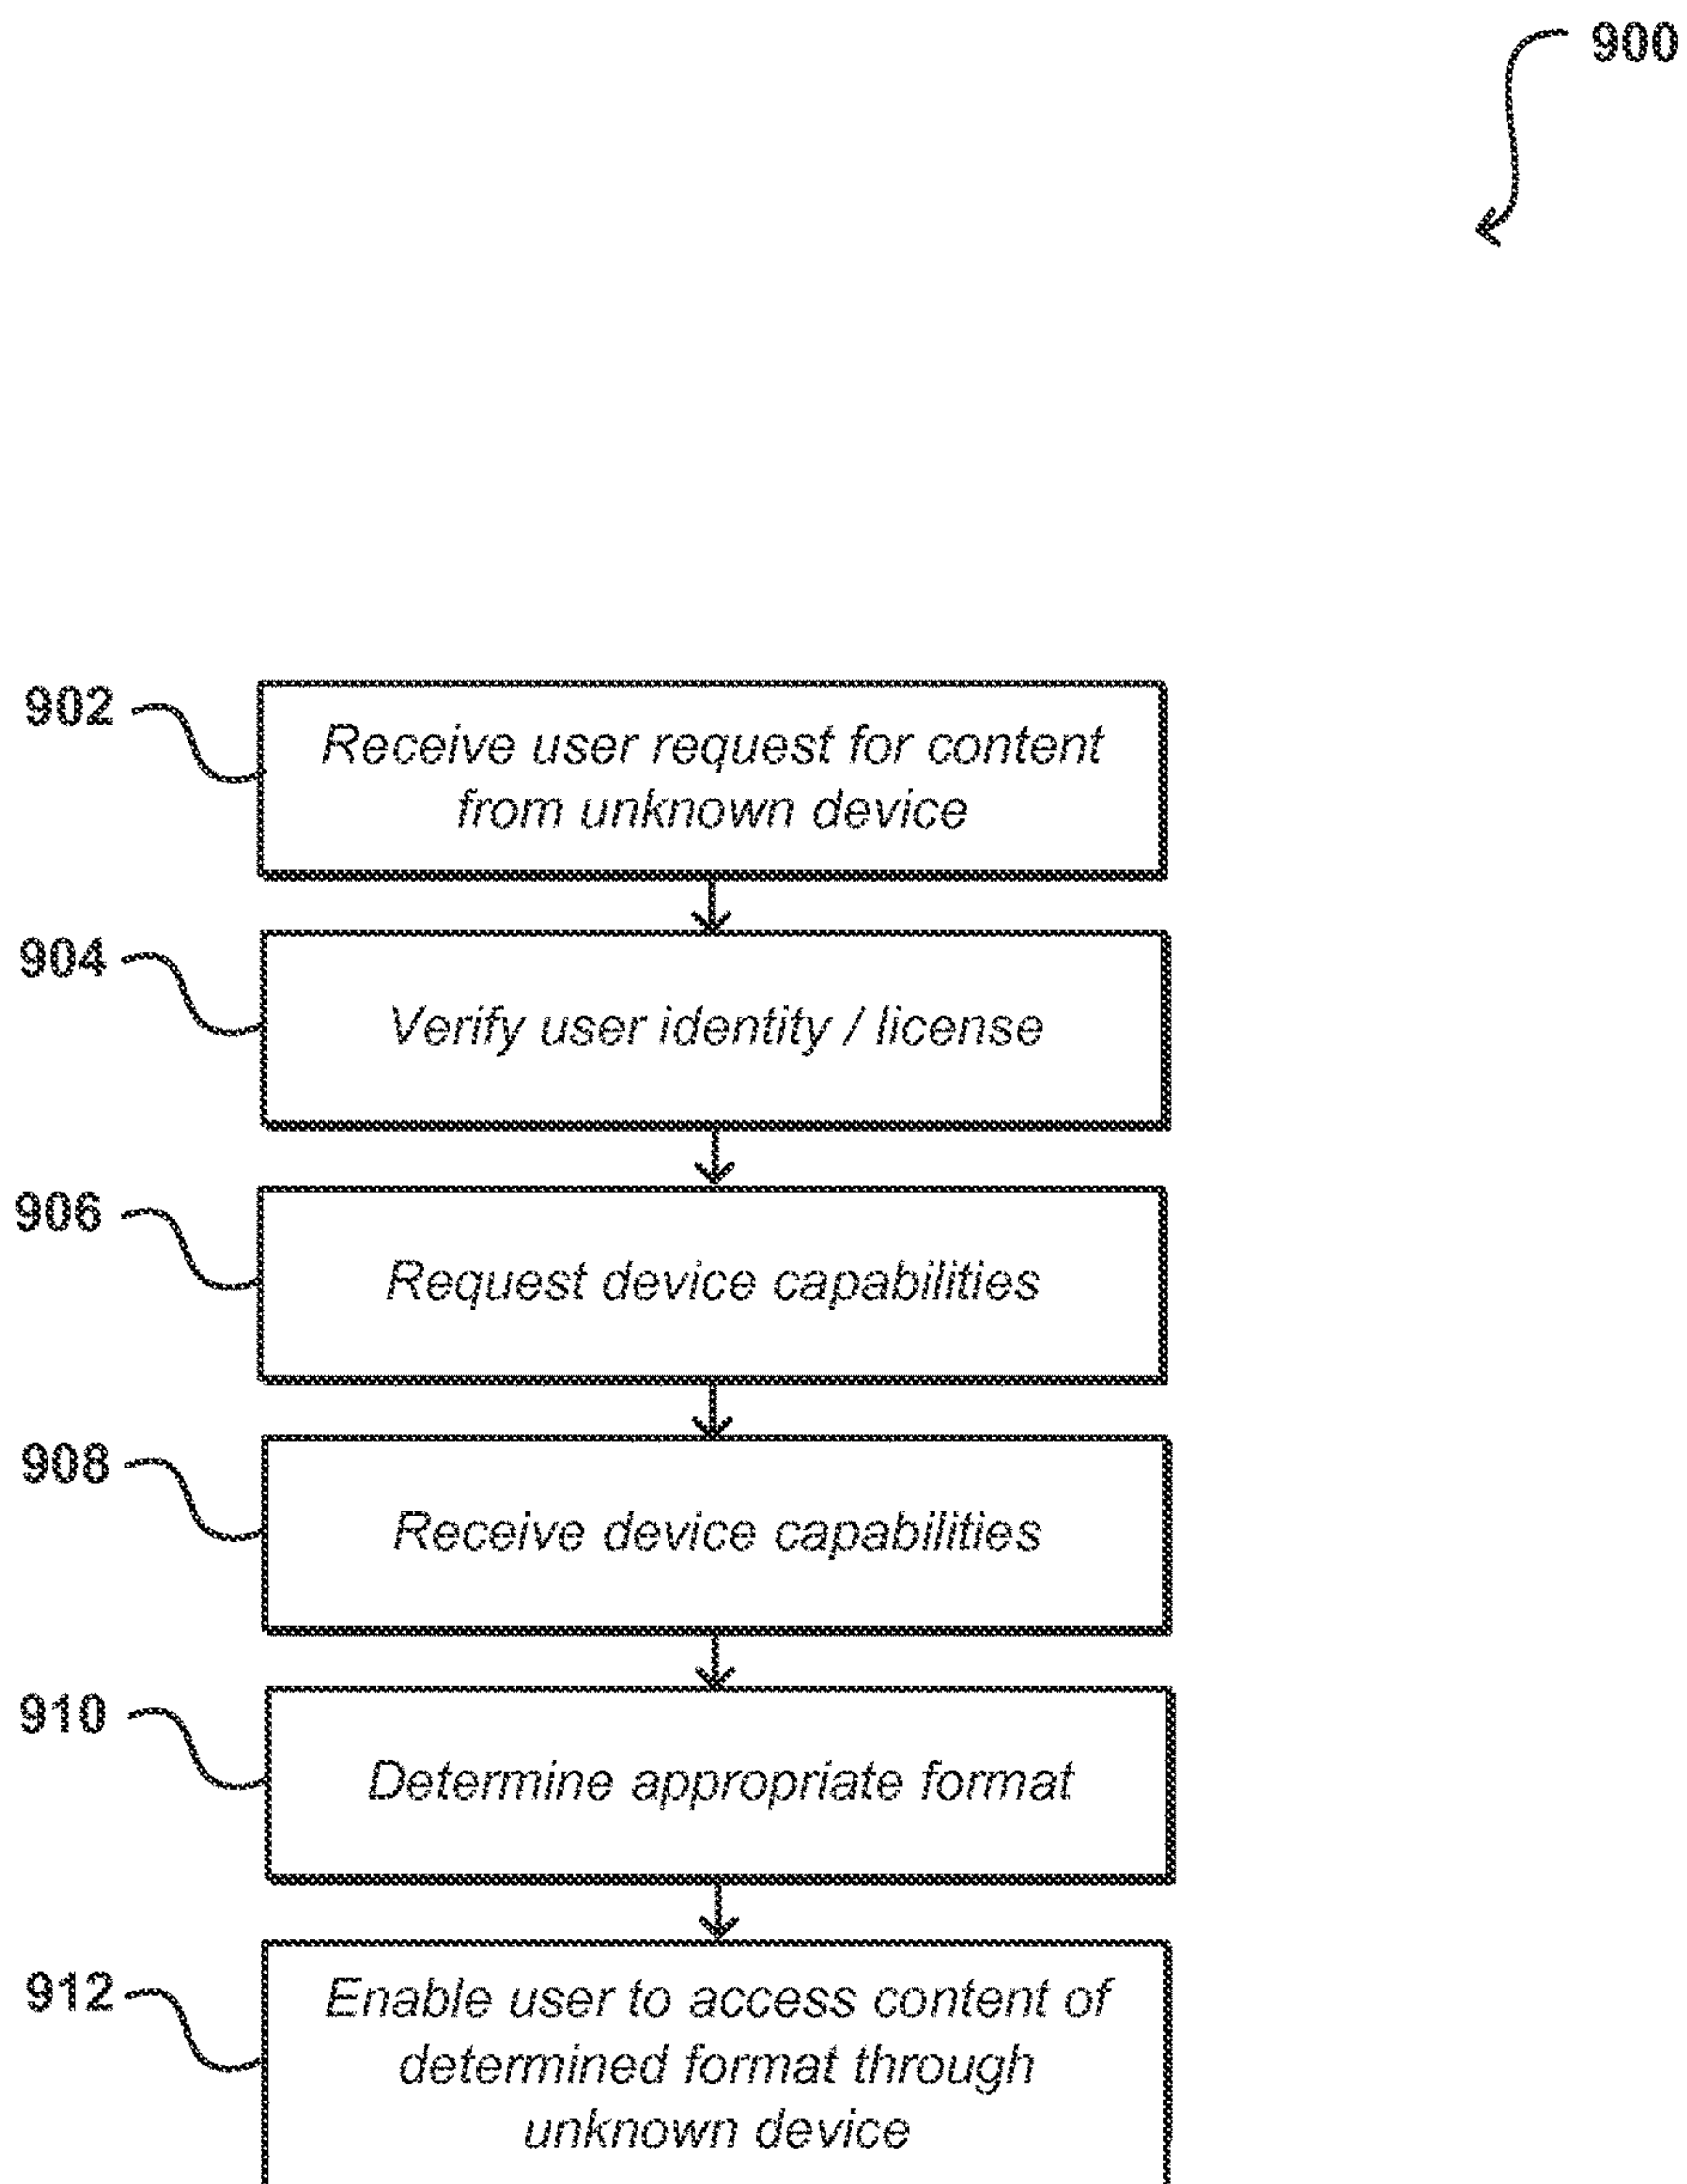 900
902
Receive user request for content
from unknown device
904
Verify user identity / license
906
Request device capabilities
908
Receive device capabilities
910
Determine appropriate format
912
Enable user to access content of
determined format through
unknown device